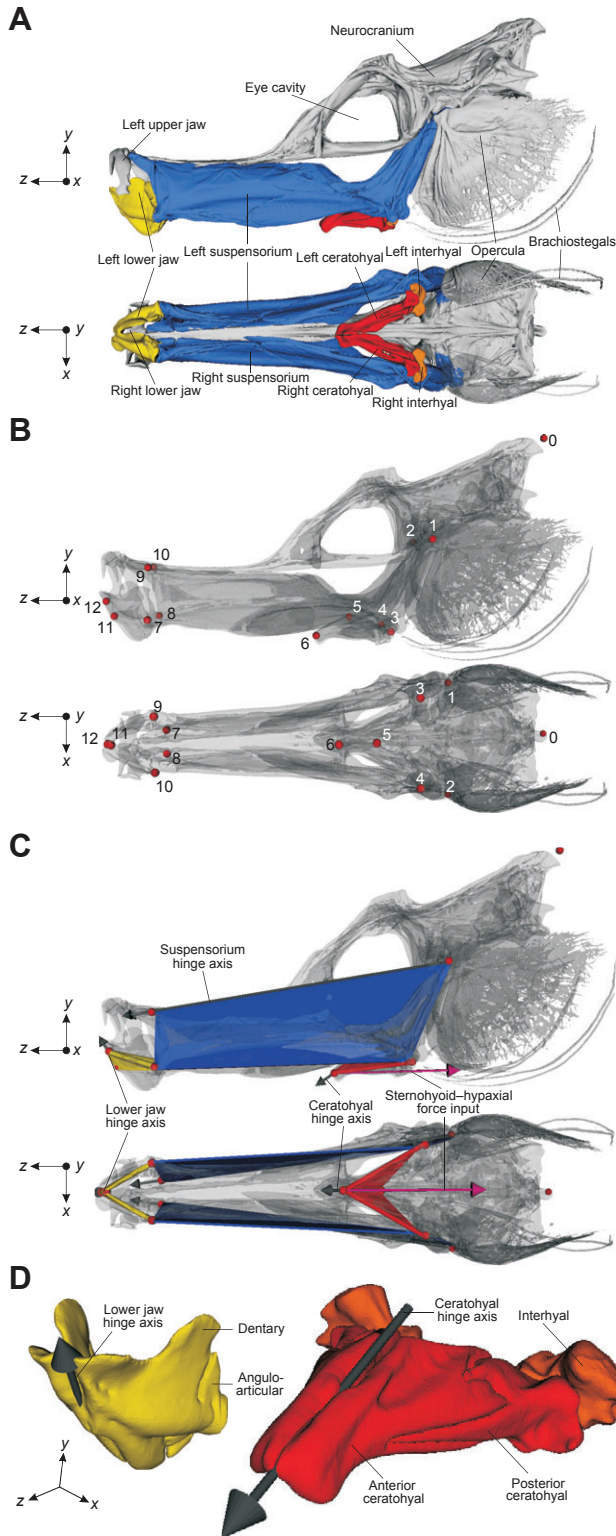 A
Neurocranium
Eye cavity
Left upper jaw
y
z
x
Left lower jaw
Left suspensorium
Left ceratohyal
Left interhyal
Opercula
Brachiostegals
z
y
x
Right lower jaw
Right suspensorium
Right ceratohyal
Right interhyal
B
0
2
1
y
z
x
10
9
12
11
7
8
5
4
3
6
z
y
x
9
7
12
11
8
10
6
5
3
1
0
4
2
C
Suspensorium
hinge axis
y
z
x
Lower jaw
hinge axis
Ceratohyal
hinge axis
Sternohyoid–hypaxial
force input
z
y
x
D
Lower jaw
hinge axis
Dentary
Angulo-
articular
Ceratohyal
hinge axis
Interhyal
y
z
x
Anterior
ceratohyal
Posterior
ceratohyal